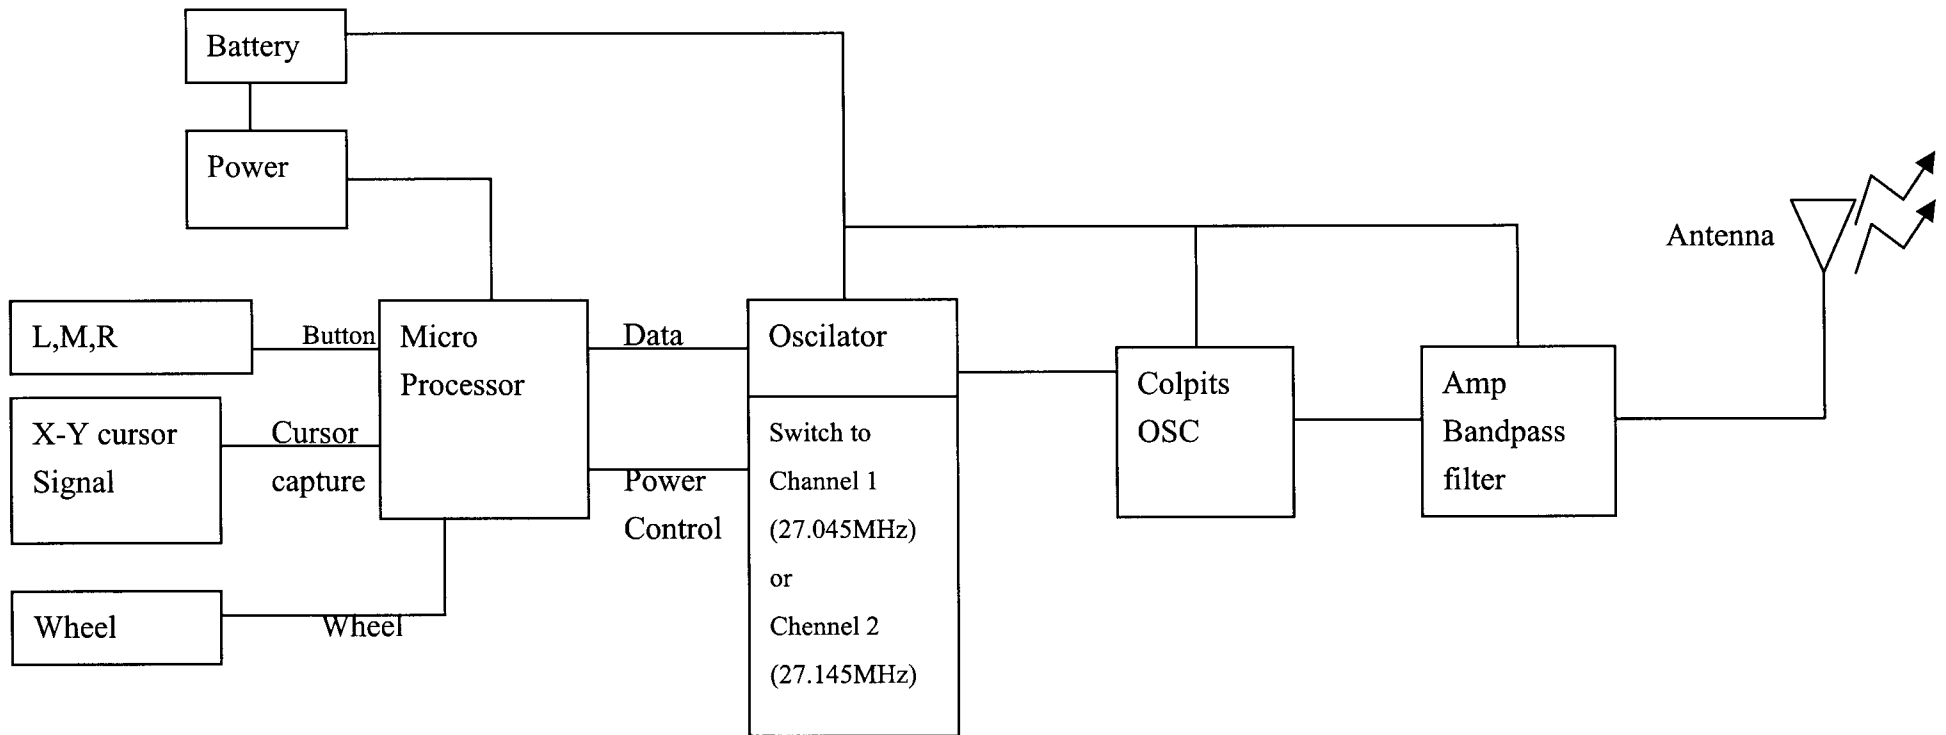 Battery
Power
Antenna
L,M,R
Button
Micro
Processor
Data
Oscilator
X-Y cursor
Signal
Cursor
capture
Power
Control
Switch to
Channel 1
(27.045MHz)
or
Chennel 2
(27.145MHz)
Colpits
OSC
Amp
Bandpass
filter
Wheel
Wheel